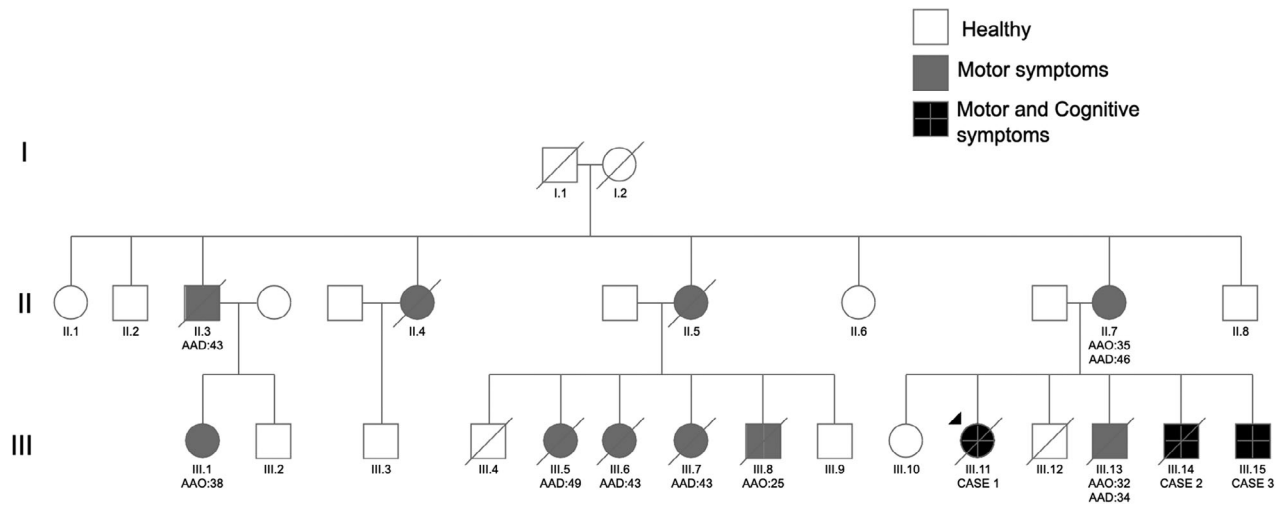 Healthy
Motor symptoms
Motor and Cognitive
symptoms
I
I.1 I.2
II
II.1 II.2 II.3 II.4 II.5 II.6 II.7 II.8
AAD:43 AAO:35
AAD:46
III
III.1 III.2 III.3 III.4 III.5 III.6 III.7 III.8 III.9 III.10 III.11 III.12 III.13 III.14 III.15
AAO:38 AAD:49 AAD:43 AAD:43 AAO:25 CASE 1 AAO:32 CASE 2 CASE 3
AAD:34